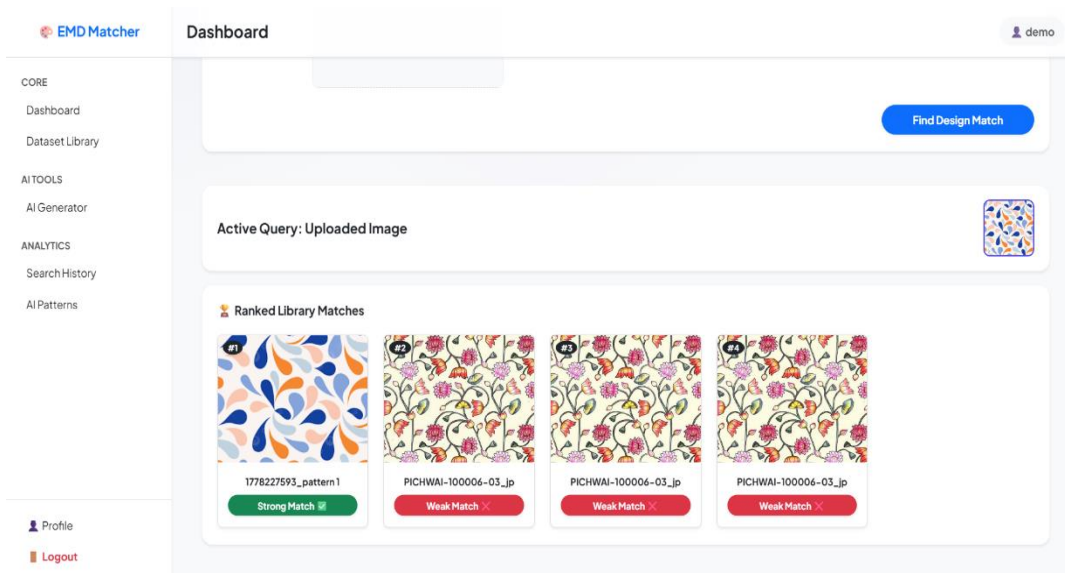 EMD Matcher
Dashboard
demo
CORE
Dashboard
Dataset Library
AI TOOLS
AI Generator
ANALYTICS
Search History
AI Patterns
Profile
Logout
Find Design Match
Active Query: Uploaded Image
Ranked Library Matches
#1
1778227593_pattern 1
Strong Match
#2
PICHWAI-100006-03_jp
Weak Match
#3
PICHWAI-100006-03_jp
Weak Match
#4
PICHWAI-100006-03_jp
Weak Match